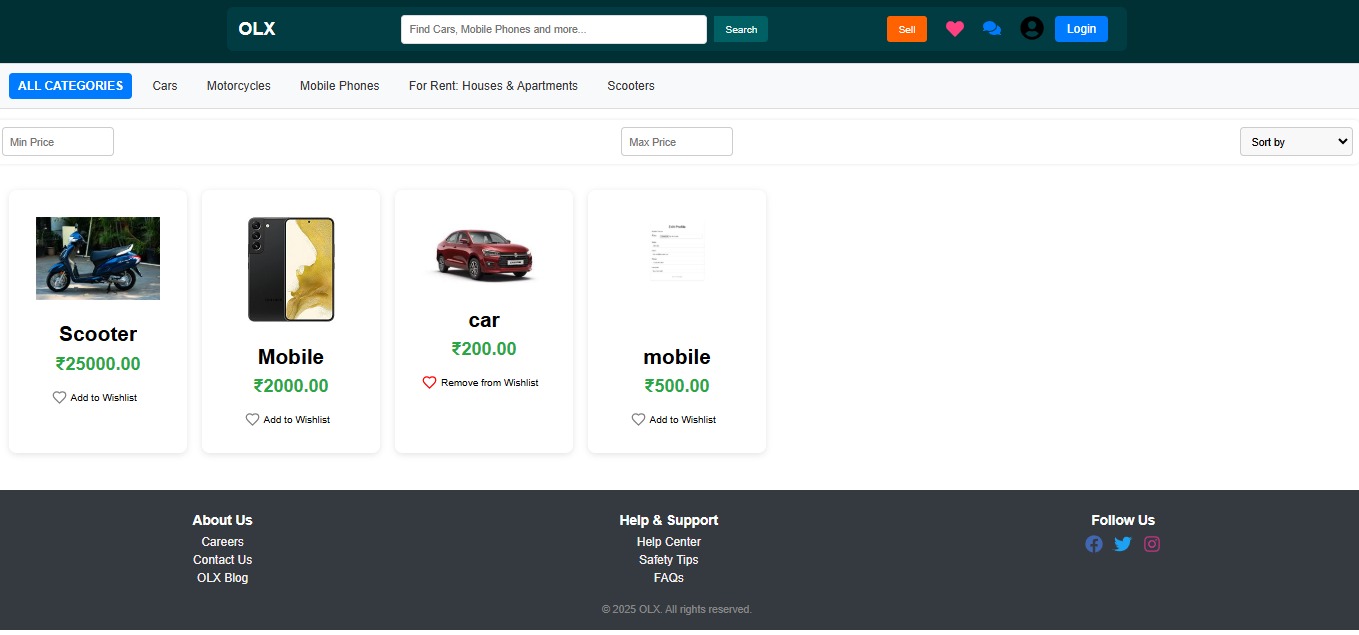 OLX
Find Cars, Mobile Phones and more...
Search
Sell
Login
ALL CATEGORIES
Cars
Motorcycles
Mobile Phones
For Rent: Houses & Apartments
Scooters
Min Price
Max Price
Sort by
Scooter
₹25000.00
Add to Wishlist
Mobile
₹2000.00
Add to Wishlist
car
₹200.00
Remove from Wishlist
mobile
₹500.00
Add to Wishlist
About Us
Careers
Contact Us
OLX Blog
Help & Support
Help Center
Safety Tips
FAQs
Follow Us
© 2025 OLX. All rights reserved.